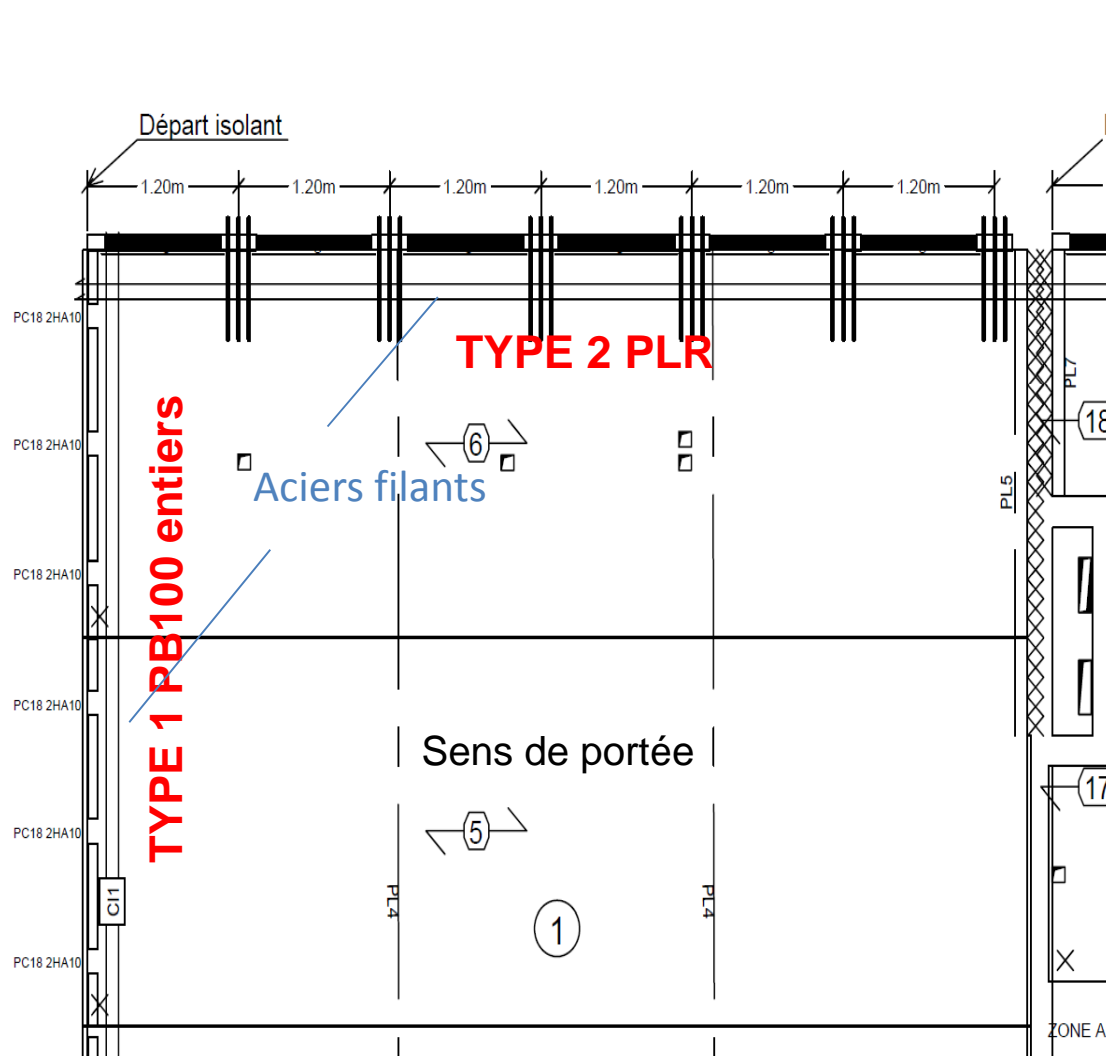 Départ isolant
1.20m 1.20m 1.20m 1.20m 1.20m 1.20m
PC18 2HA10
TYPE 2 PLR
PL7
PC18 2HA10
6
18
Aciers filants
PL5
TYPE 1 PB100 entiers
PC18 2HA10
PC18 2HA10
Sens de portée
17
PC18 2HA10
5
CI1
PL4
PL4
1
PC18 2HA10
ZONE A